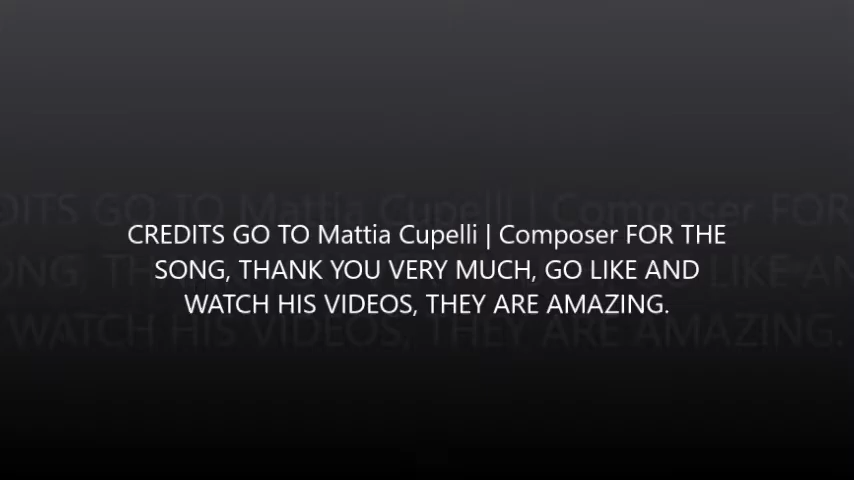 CREDITS GO TO Mattia Cupelli | Composer FOR THE
SONG, THANK YOU VERY MUCH, GO LIKE AND
WATCH HIS VIDEOS, THEY ARE AMAZING.